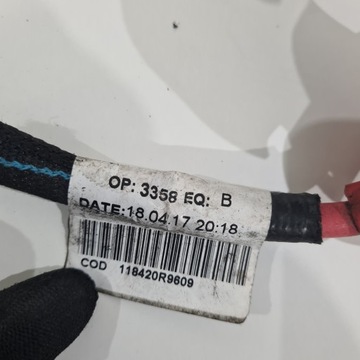 OP: 3358 EQ: B
DATE:18.04.17 20:18
COD 118420R9609